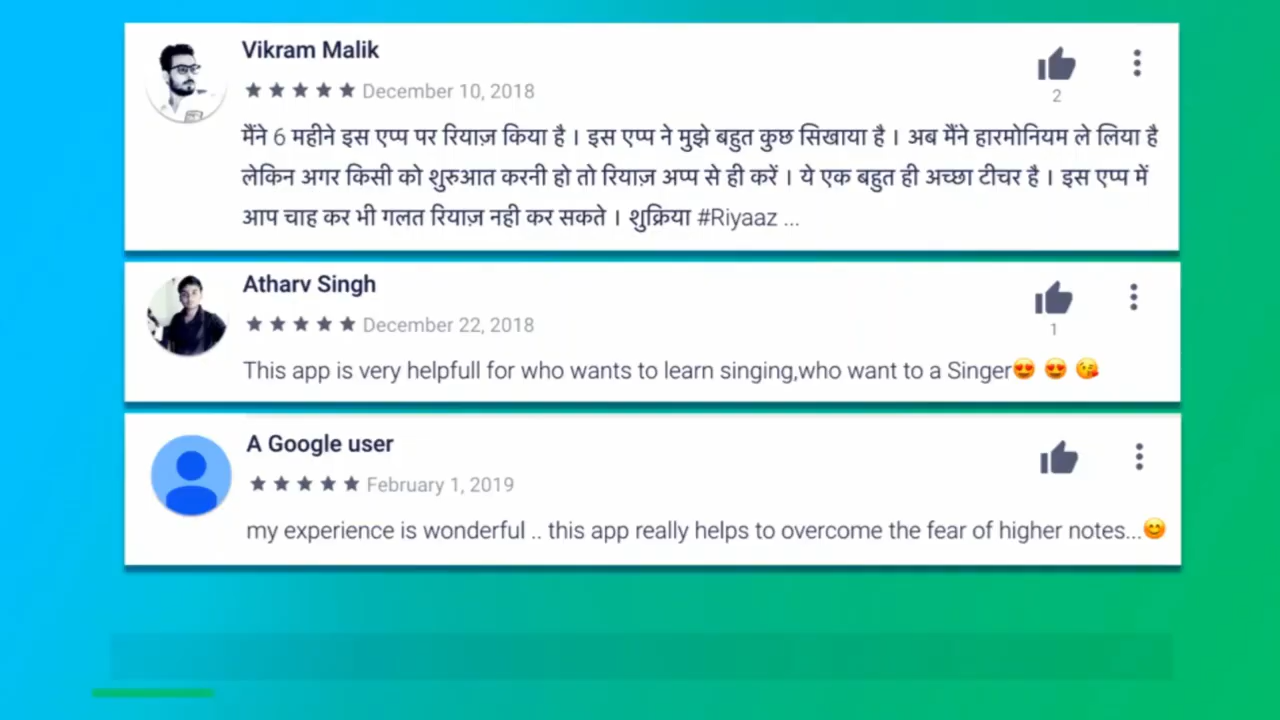 Vikram Malik
December 10, 2018
2
मैंने 6 महीने इस एप्प पर रियाज़ किया है । इस एप्प ने मुझे बहुत कुछ सिखाया है । अब मैंने हारमोनियम ले लिया है
लेकिन अगर किसी को शुरुआत करनी हो तो रियाज़ अप्प से ही करें । ये एक बहुत ही अच्छा टीचर है । इस एप्प में
आप चाह कर भी गलत रियाज़ नही कर सकते । शुक्रिया #Riyaaz ...
Atharv Singh
December 22, 2018
1
This app is very helpfull for who wants to learn singing,who want to a Singer😍 😍 😘
A Google user
February 1, 2019
my experience is wonderful .. this app really helps to overcome the fear of higher notes...😊